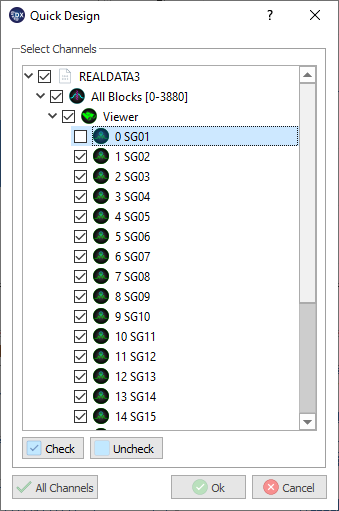 DX
Quick Design
?
Select Channels
REALDATA3
All Blocks [0-3880]
Viewer
0 SG01
1 SG02
2 SG03
3 SG04
4 SG05
5 SG06
6 SG07
7 SG08
8 SG09
9 SG10
10 SG11
11 SG12
12 SG13
13 SG14
14 SG15
Check Uncheck
All Channels Ok Cancel